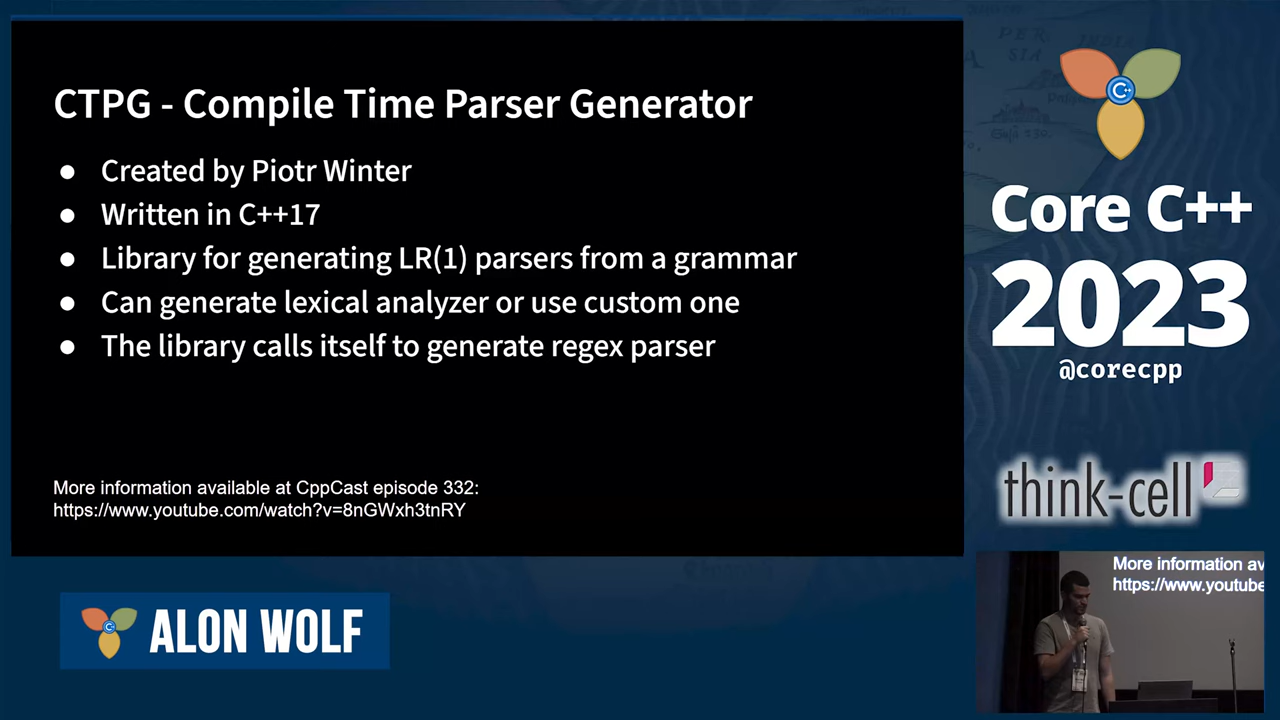 CTPG - Compile Time Parser Generator
● Created by Piotr Winter
● Written in C++17
● Library for generating LR(1) parsers from a grammar
● Can generate lexical analyzer or use custom one
● The library calls itself to generate regex parser
More information available at CppCast episode 332:
https://www.youtube.com/watch?v=8nGWxh3tnRY
C++
Core C++
2023
@corecpp
think-cell
More information av
https://www.youtube
ALON WOLF